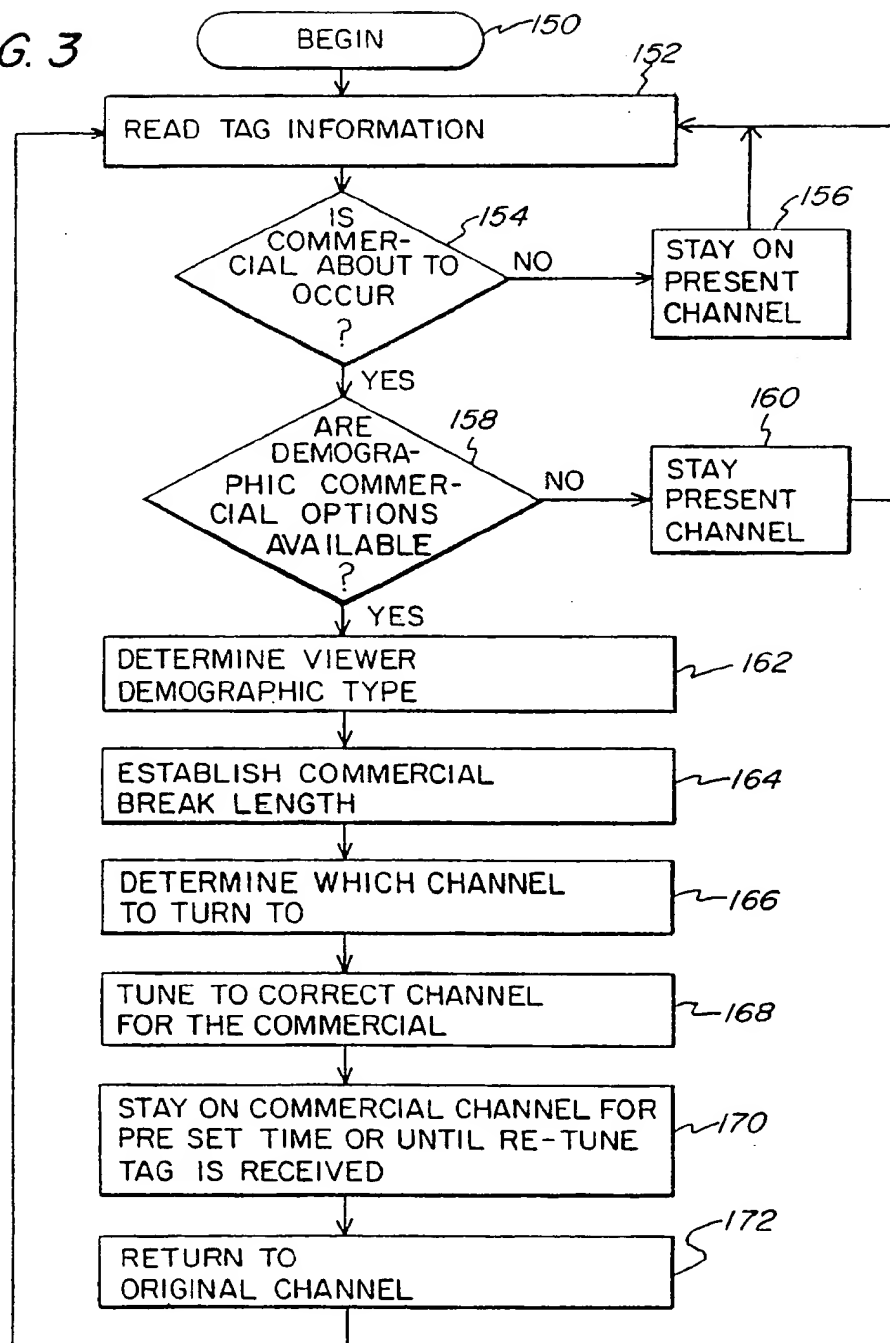 G. 3
BEGIN
150
152
READ TAG INFORMATION
IS
COMMER-
CIAL ABOUT TO
OCCUR
?
154
NO
156
STAY ON
PRESENT
CHANNEL
YES
ARE
DEMOGRA-
PHIC COMMER-
CIAL OPTIONS
AVAILABLE
?
158
NO
160
STAY
PRESENT
CHANNEL
YES
DETERMINE VIEWER
DEMOGRAPHIC TYPE
162
ESTABLISH COMMERCIAL
BREAK LENGTH
164
DETERMINE WHICH CHANNEL
TO TURN TO
166
TUNE TO CORRECT CHANNEL
FOR THE COMMERCIAL
168
STAY ON COMMERCIAL CHANNEL FOR
PRE SET TIME OR UNTIL RE-TUNE
TAG IS RECEIVED
170
RETURN TO
ORIGINAL CHANNEL
172